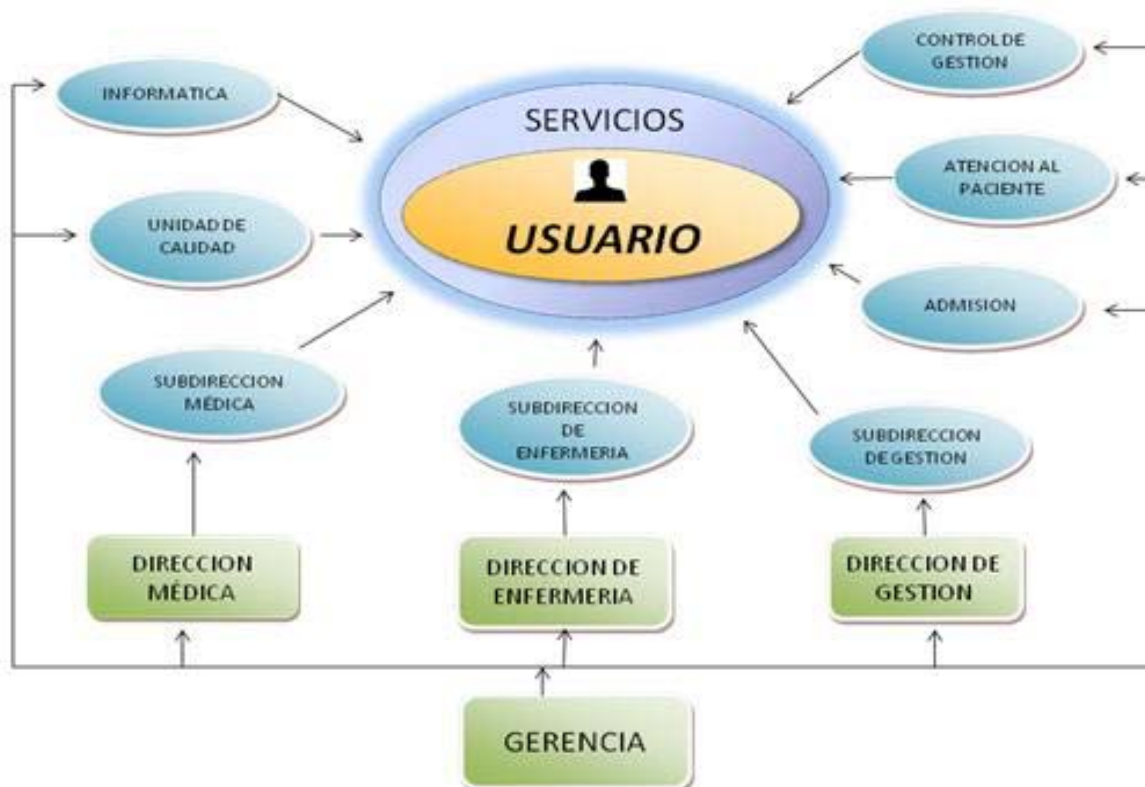 CONTROL DE
GESTION
INFORMATICA
SERVICIOS
USUARIO
ATENCION AL
PACIENTE
UNIDAD DE
CALIDAD
ADMISION
SUBDIRECCION
MÉDICA
SUBDIRECCION
DE
ENFERMERIA
SUBDIRECCION
DE GESTION
DIRECCION
MÉDICA
DIRECCION DE
ENFERMERIA
DIRECCION DE
GESTION
GERENCIA